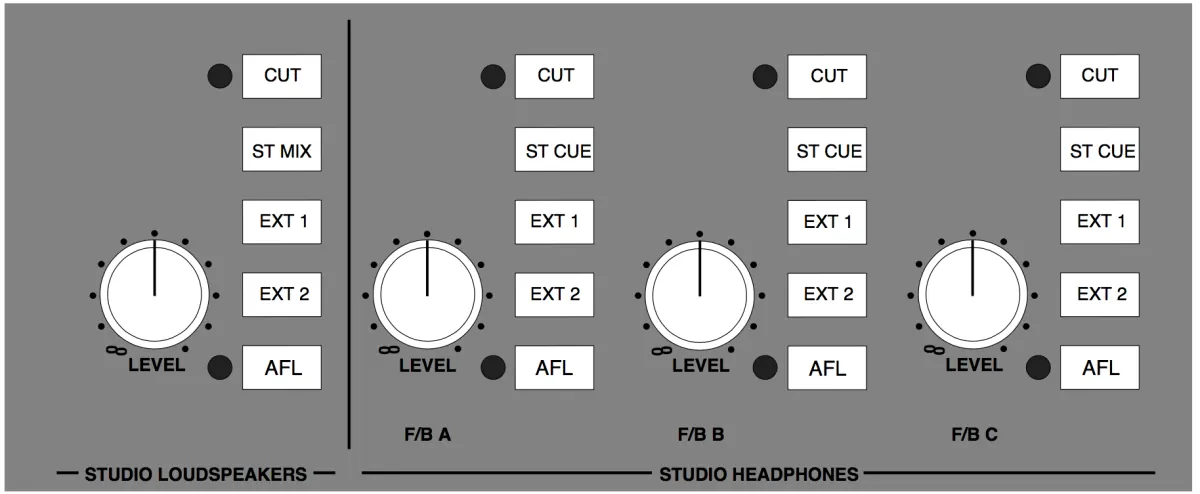 CUT
ST MIX
EXT 1
EXT 2
∞
LEVEL
AFL
STUDIO LOUDSPEAKERS
CUT
ST CUE
EXT 1
EXT 2
∞
LEVEL
AFL
F/B A
CUT
ST CUE
EXT 1
EXT 2
∞
LEVEL
AFL
F/B B
CUT
ST CUE
EXT 1
EXT 2
∞
LEVEL
AFL
F/B C
STUDIO HEADPHONES